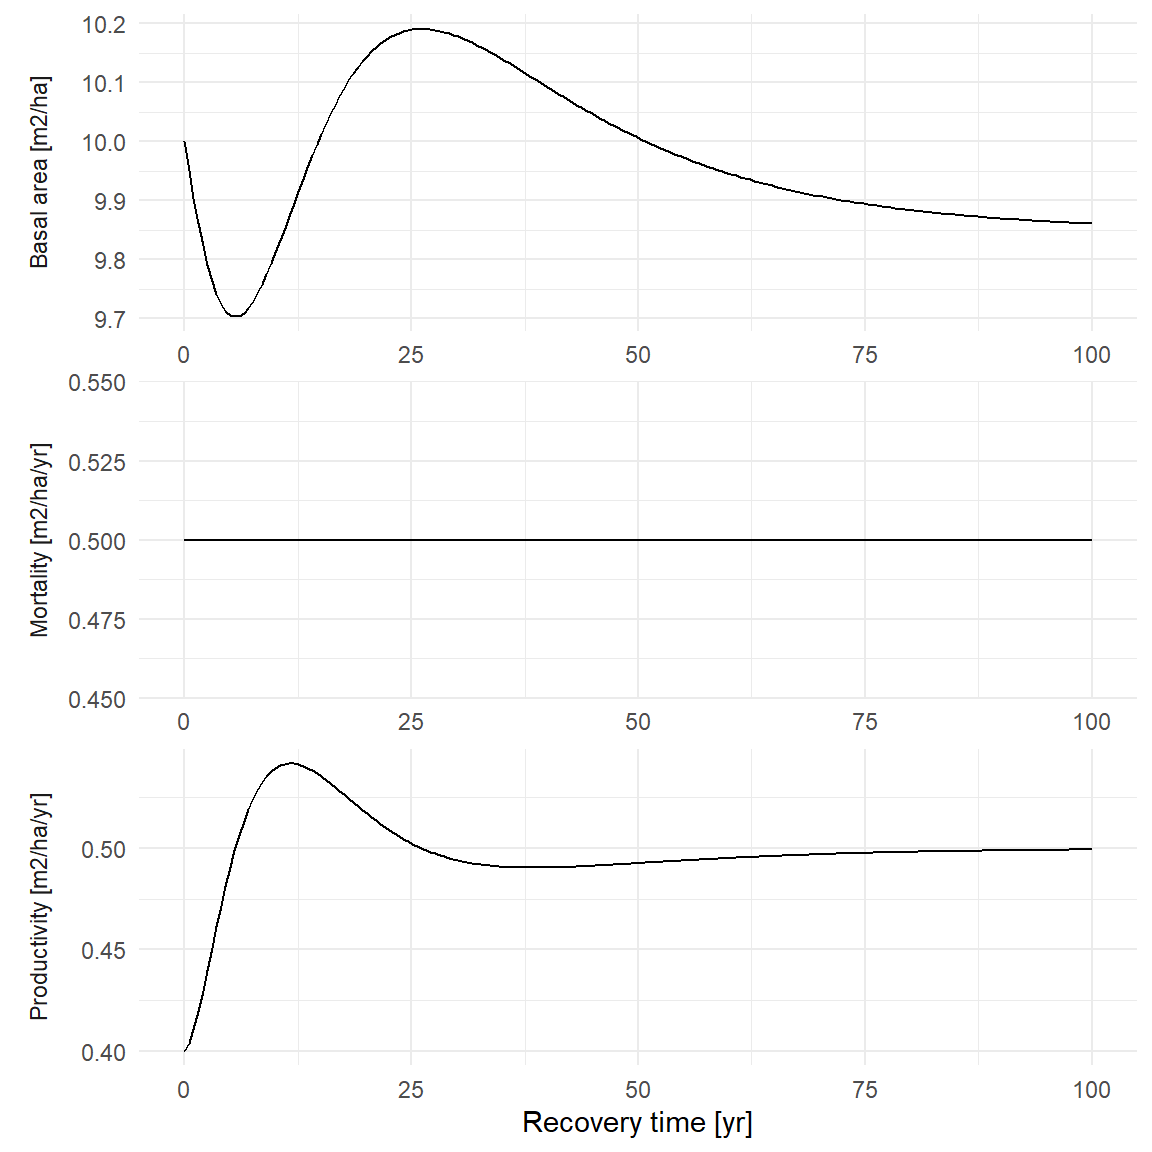 Basal area [m2/ha]
10.2
10.1
10.0
9.9
9.8
9.7
0 25 50 75 100
Mortality [m2/ha/yr]
0.550
0.525
0.500
0.475
0.450
0 25 50 75 100
Productivity [m2/ha/yr]
0.50
0.45
0.40
0 25 50 75 100
Recovery time [yr]